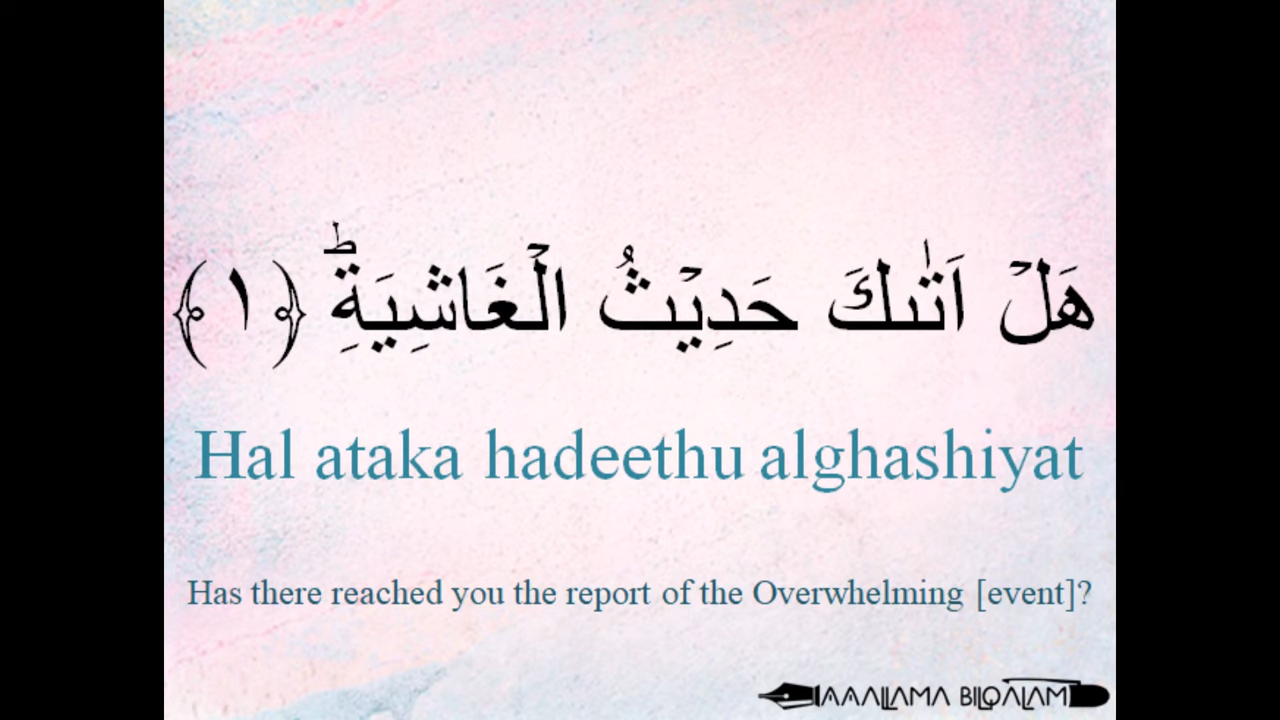 هَلۡ اَتٰٮكَ حَدِيۡثُ الۡغَاشِيَةِؕ ﴿۱﴾
Hal ataka hadeethu alghashiyat
Has there reached you the report of the Overwhelming [event]?
AAALLAMA BILQALAM